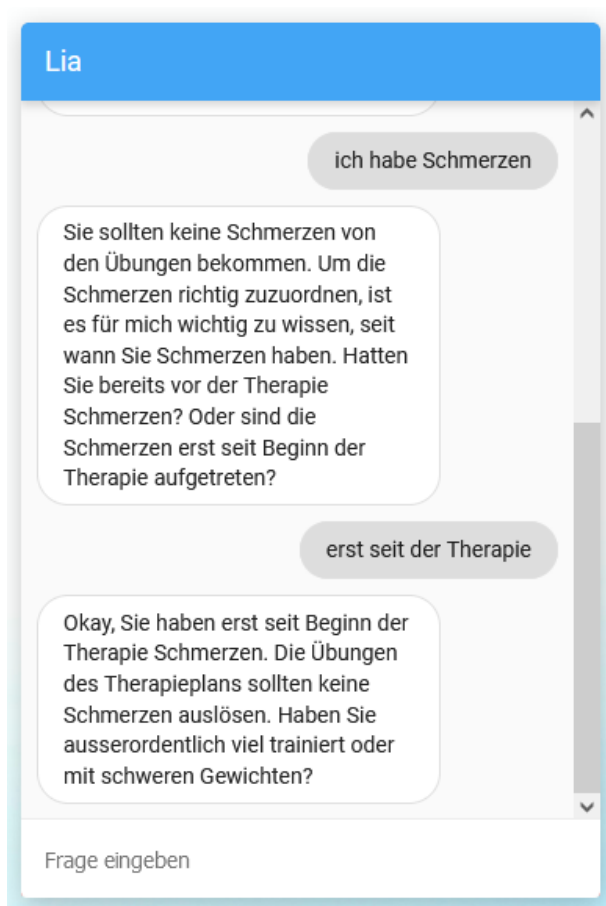 Lia
ich habe Schmerzen
Sie sollten keine Schmerzen von
den Übungen bekommen. Um die
Schmerzen richtig zuzuordnen, ist
es für mich wichtig zu wissen, seit
wann Sie Schmerzen haben. Hatten
Sie bereits vor der Therapie
Schmerzen? Oder sind die
Schmerzen erst seit Beginn der
Therapie aufgetreten?
erst seit der Therapie
Okay, Sie haben erst seit Beginn der
Therapie Schmerzen. Die Übungen
des Therapieplans sollten keine
Schmerzen auslösen. Haben Sie
ausserordentlich viel trainiert oder
mit schweren Gewichten?
Frage eingeben